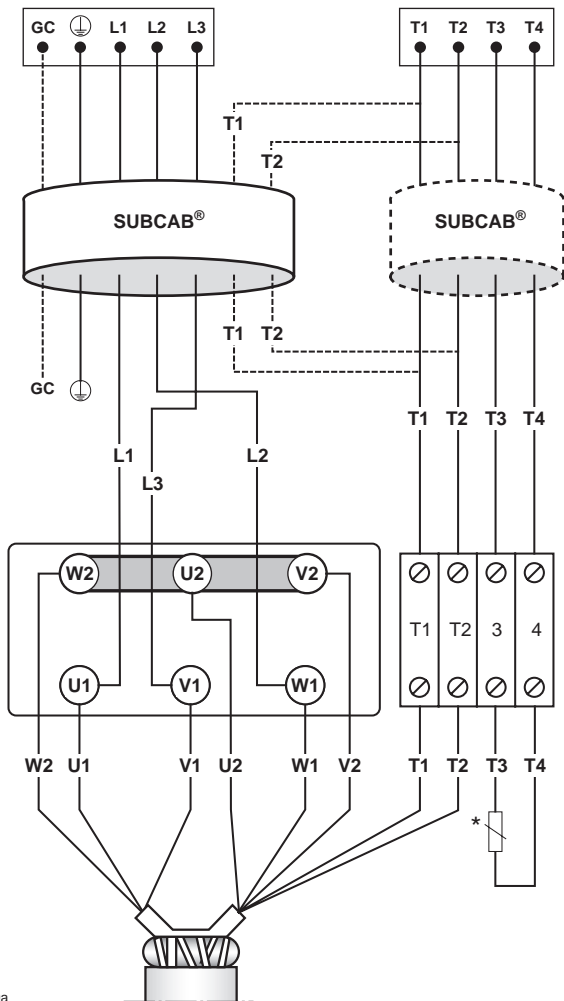 GC L1 L2 L3 T1 T2 T3 T4
T1
T2
SUBCAB® SUBCAB®
T1 T2
GC
T1 T2 T3 T4
L1 L2
L3
W2 U2 V2
T1 T2 3 4
U1 V1 W1
W2 U1 V1 U2 W1 V2 T1 T2 T3 T4
*
a